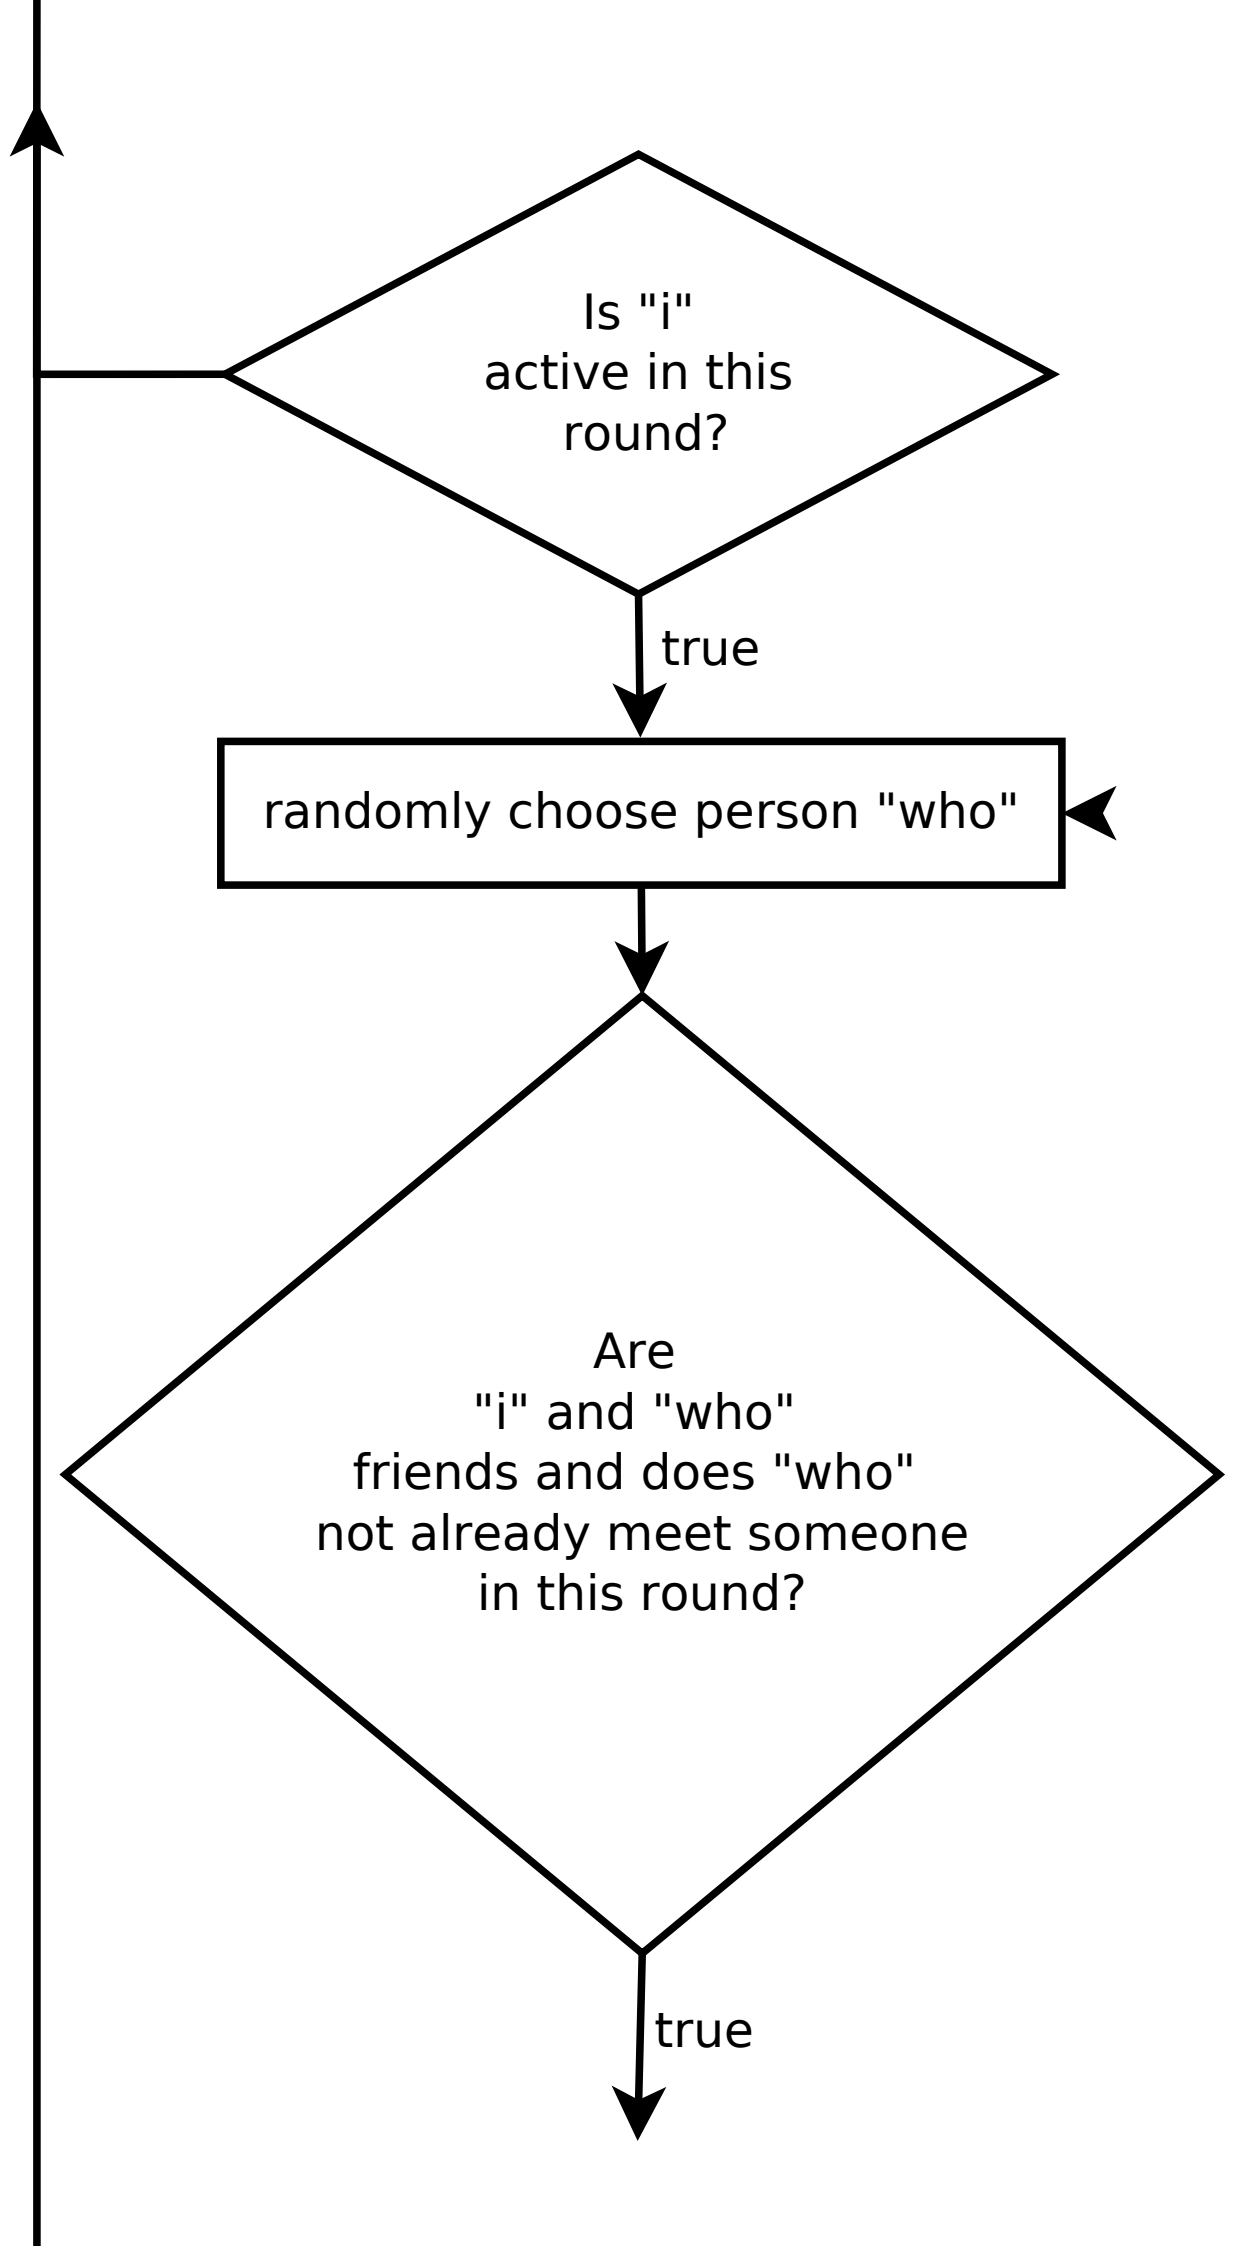 Is "i"
active in this
round?
true
randomly choose person "who"
Are
"i" and "who"
friends and does "who"
not already meet someone
in this round?
true